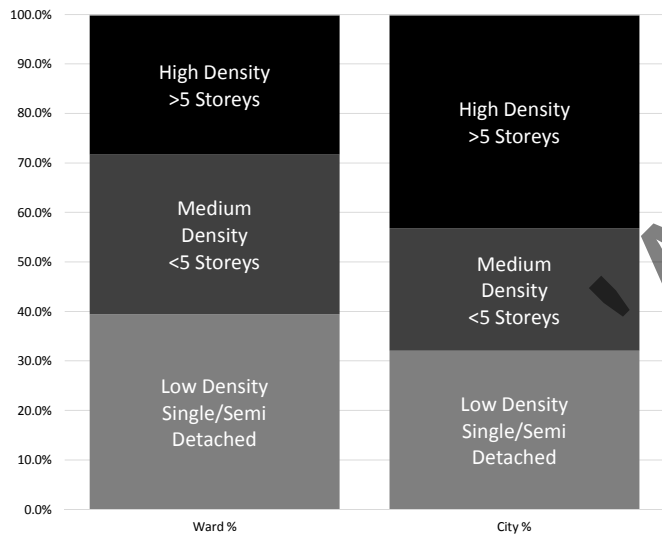 100.0%
90.0%
80.0%
70.0%
60.0%
50.0%
40.0%
30.0%
20.0%
10.0%
0.0%
High Density
>5 Storeys
Medium
Density
<5 Storeys
Low Density
Single/Semi
Detached
High Density
>5 Storeys
Medium
Density
<5 Storeys
Low Density
Single/Semi
Detached
Ward %
City %